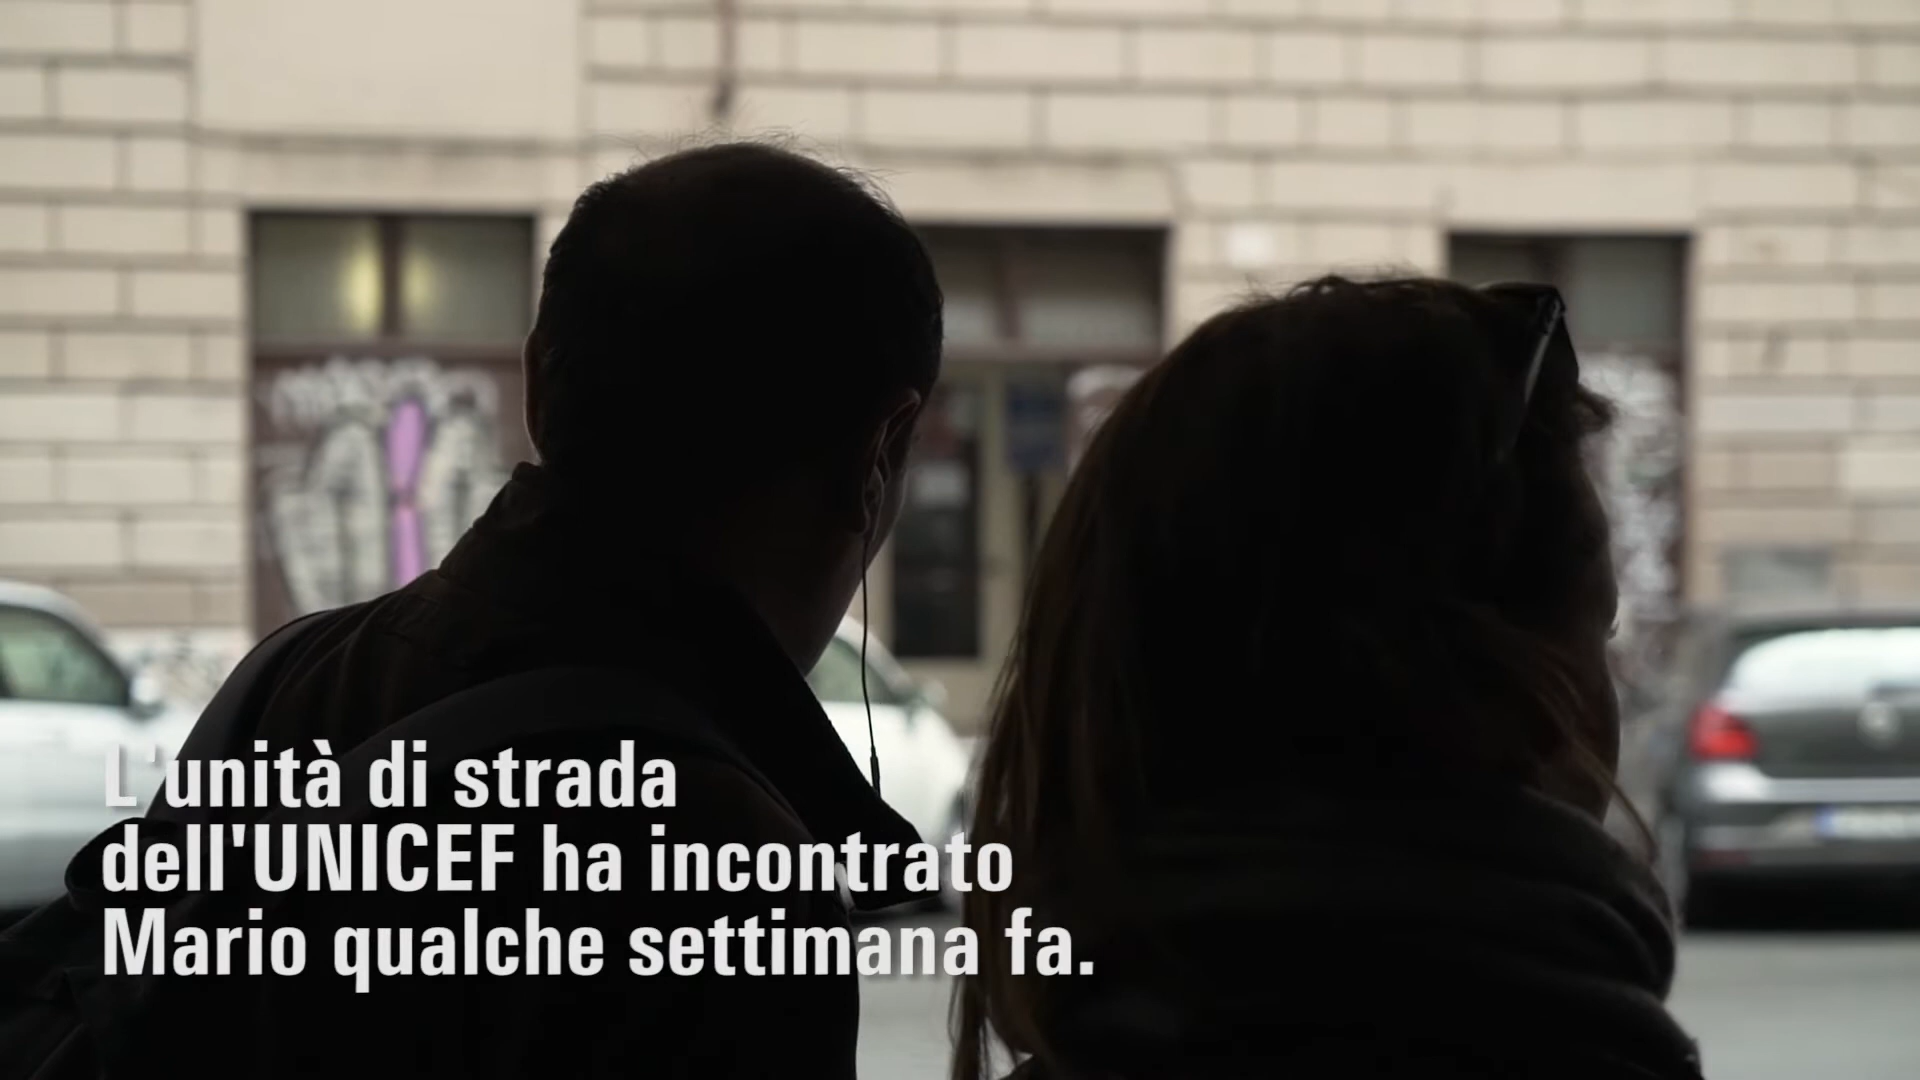 L'unità di strada
dell'UNICEF ha incontrato
Mario qualche settimana fa.